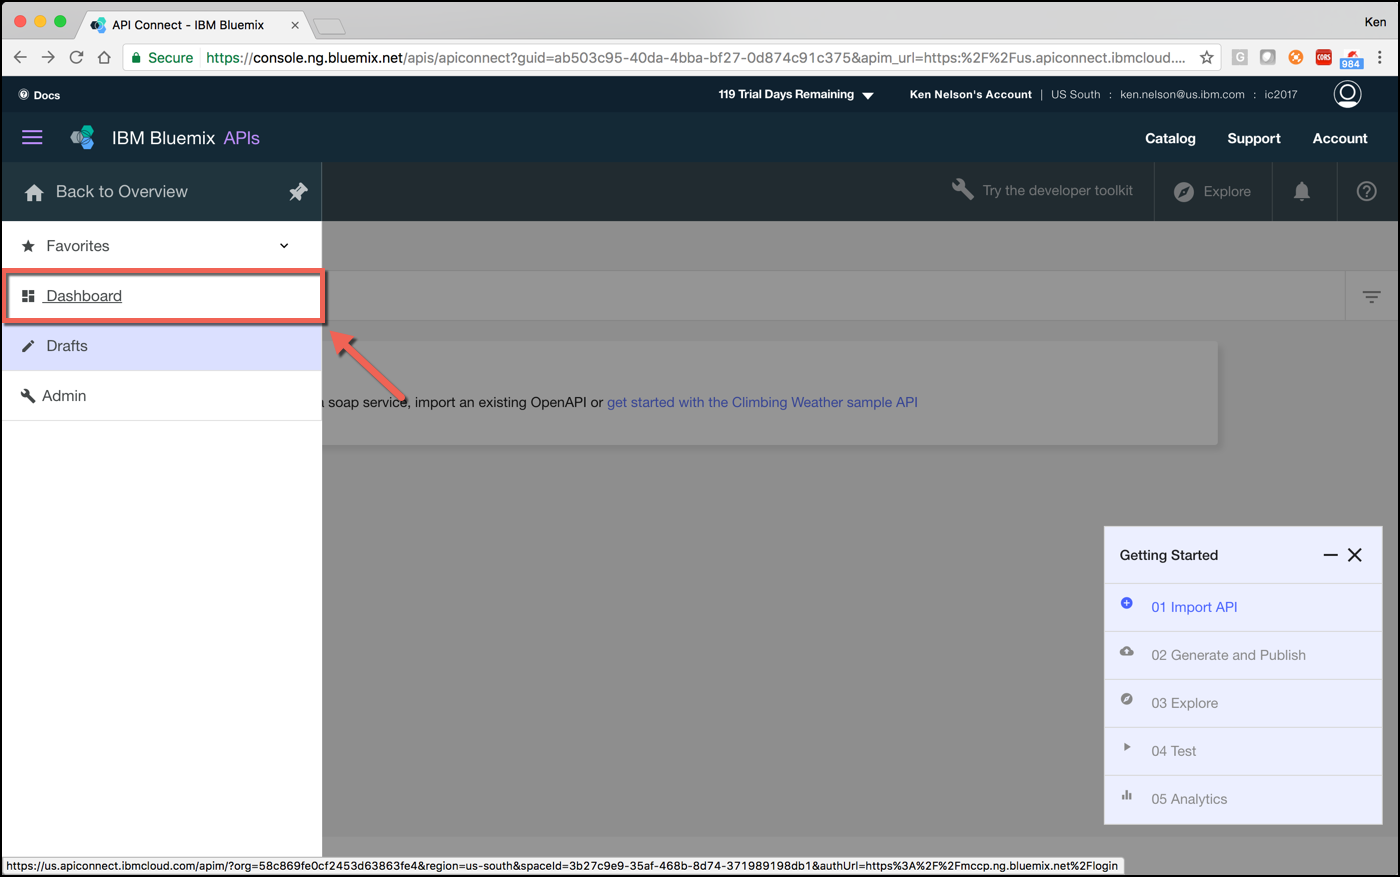 API Connect - IBM Bluemix
Ken
Secure https://console.ng.bluemix.net/apis/apiconnect?guid=ab503c95-40da-4bba-bf27-0d874c91c375&apim_url=https:%2F%2Fus.apiconnect.ibmcloud....
G
CORS
984
Docs
119 Trial Days Remaining
Ken Nelson's Account | US South : ken.nelson@us.ibm.com : ic2017
IBM Bluemix APIs
Catalog Support Account
Back to Overview
Try the developer toolkit
Explore
Favorites
Dashboard
Drafts
Admin
a soap service, import an existing OpenAPI or get started with the Climbing Weather sample API
Getting Started
01 Import API
02 Generate and Publish
03 Explore
04 Test
05 Analytics
https://us.apiconnect.ibmcloud.com/apim/?org=58c869fe0cf2453d63863fe4&region=us-south&spaceId=3b27c9e9-35af-468b-8d74-371989198db1&authUrl=https%3A%2F%2Fmccp.ng.bluemix.net%2Flogin